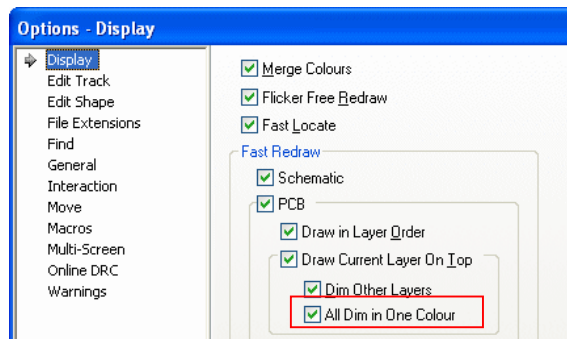 Options - Display
Display
Edit Track
Edit Shape
File Extensions
Find
General
Interaction
Move
Macros
Multi-Screen
Online DRC
Warnings
Merge Colours
Flicker Free Redraw
Fast Locate
Fast Redraw
Schematic
PCB
Draw in Layer Order
Draw Current Layer On Top
Dim Other Layers
All Dim in One Colour